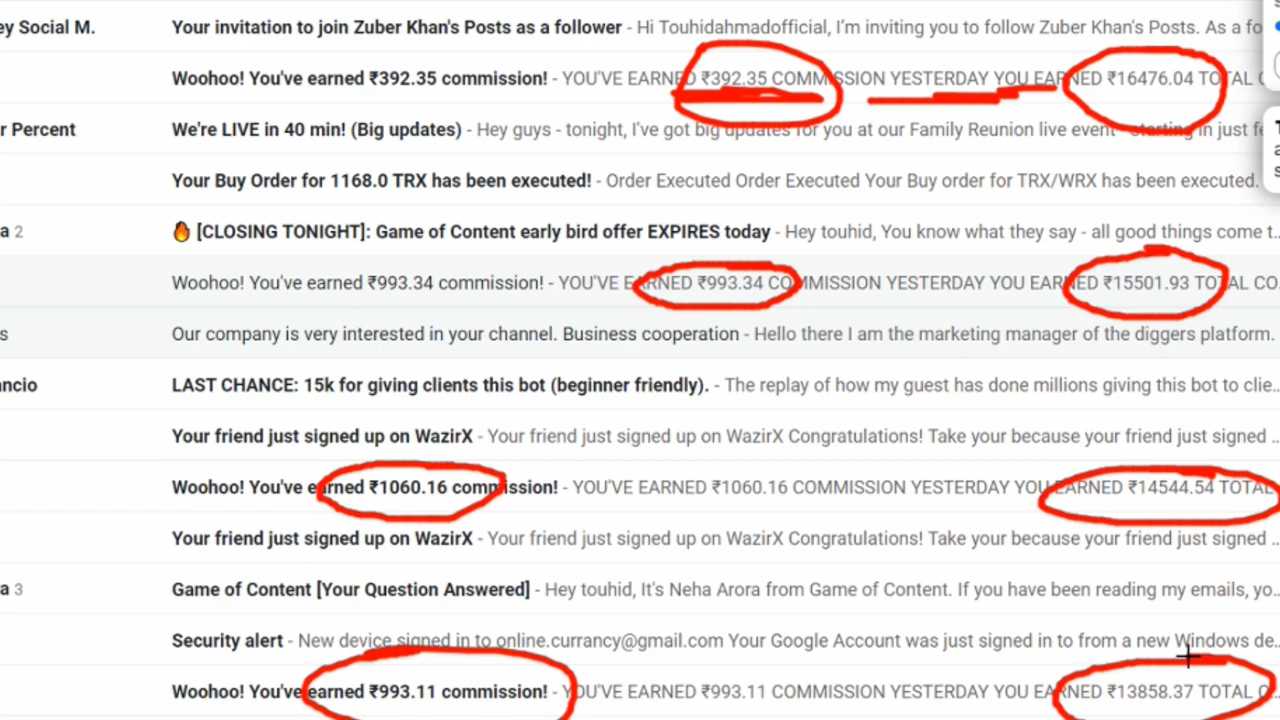 ey Social M. Your invitation to join Zuber Khan's Posts as a follower - Hi Touhidahmadofficial, I'm inviting you to follow Zuber Khan's Posts. As a fo
Woohoo! You've earned ₹392.35 commission! - YOU'VE EARNED ₹392.35 COMMISSION YESTERDAY YOU EARNED ₹16476.04 TOTAL C
r Percent We're LIVE in 40 min! (Big updates) - Hey guys - tonight, I've got big updates for you at our Family Reunion live event - starting in just fe
Your Buy Order for 1168.0 TRX has been executed! - Order Executed Order Executed Your Buy order for TRX/WRX has been executed.
a 2 🔥 [CLOSING TONIGHT]: Game of Content early bird offer EXPIRES today - Hey touhid, You know what they say - all good things come t...
Woohoo! You've earned ₹993.34 commission! - YOU'VE EARNED ₹993.34 COMMISSION YESTERDAY YOU EARNED ₹15501.93 TOTAL CO...
s Our company is very interested in your channel. Business cooperation - Hello there I am the marketing manager of the diggers platform.
ancio LAST CHANCE: 15k for giving clients this bot (beginner friendly). - The replay of how my guest has done millions giving this bot to clie...
Your friend just signed up on WazirX - Your friend just signed up on WazirX Congratulations! Take your because your friend just signed ...
Woohoo! You've earned ₹1060.16 commission! - YOU'VE EARNED ₹1060.16 COMMISSION YESTERDAY YOU EARNED ₹14544.54 TOTAL
Your friend just signed up on WazirX - Your friend just signed up on WazirX Congratulations! Take your because your friend just signed ...
a 3 Game of Content [Your Question Answered] - Hey touhid, It's Neha Arora from Game of Content. If you have been reading my emails, yo...
Security alert - New device signed in to online.currancy@gmail.com Your Google Account was just signed in to from a new Windows de...
Woohoo! You've earned ₹993.11 commission! - YOU'VE EARNED ₹993.11 COMMISSION YESTERDAY YOU EARNED ₹13858.37 TOTAL C...